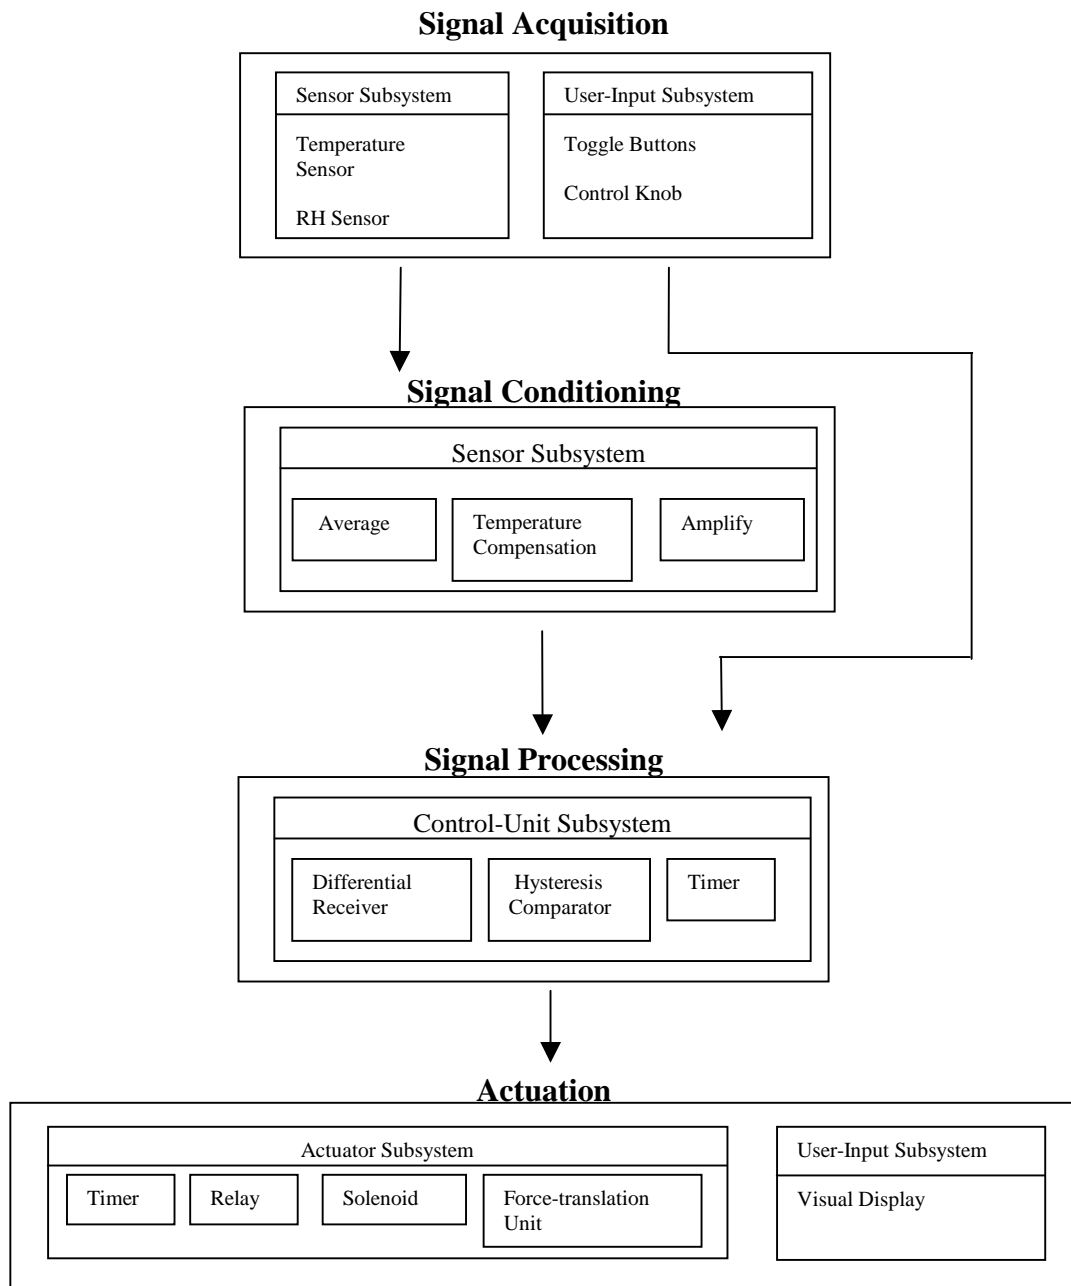 Signal Acquisition
Sensor Subsystem
Temperature
Sensor
RH Sensor
User-Input Subsystem
Toggle Buttons
Control Knob
Signal Conditioning
Sensor Subsystem
Average
Temperature
Compensation
Amplify
Signal Processing
Control-Unit Subsystem
Differential
Receiver
Hysteresis
Comparator
Timer
Actuation
Actuator Subsystem
Timer
Relay
Solenoid
Force-translation
Unit
User-Input Subsystem
Visual Display